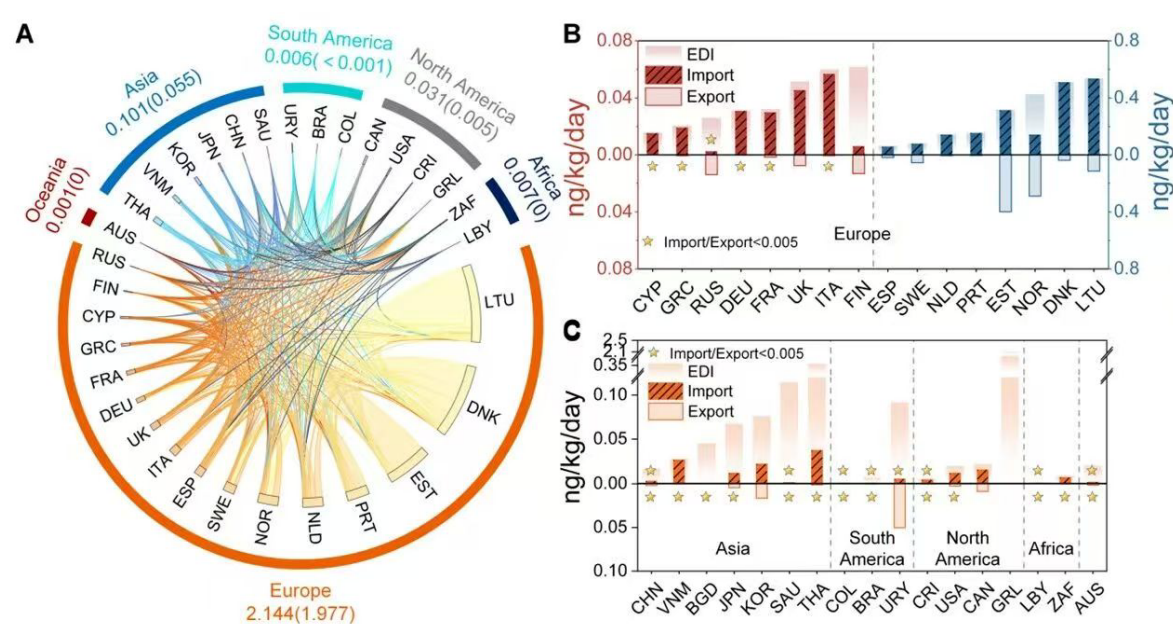 A
South America
0.006( < 0.001)
North America
0.031(0.005)
Asia
0.101(0.055)
Africa
0.007(0)
Oceania
0.001(0)
URY
BRA
COL
CAN
USA
CRI
GRL
ZAF
LBY
SAU
CHN
JPN
KOR
VNM
THA
AUS
RUS
FIN
CYP
GRC
FRA
DEU
UK
ITA
ESP
SWE
NOR
NLD
PRT
EST
DNK
LTU
Europe
2.144(1.977)
B
ng/kg/day
ng/kg/day
0.08
0.04
0.00
0.04
0.08
EDI
Import
Export
Import/Export<0.005
Europe
0.8
0.4
0.0
0.4
0.8
ng/kg/day
ng/kg/day
CYP
GRC
RUS
DEU
FRA
UK
ITA
FIN
ESP
SWE
NLD
PRT
EST
NOR
DNK
LTU
C
ng/kg/day
2.5
2.1
0.35
0.10
0.05
0.00
0.05
0.10
Import/Export<0.005
EDI
Import
Export
Asia
South
America
North
America
Africa
CHN
VNM
BGD
JPN
KOR
SAU
THA
COL
BRA
URY
CRI
USA
CAN
GRL
LBY
ZAF
AUS